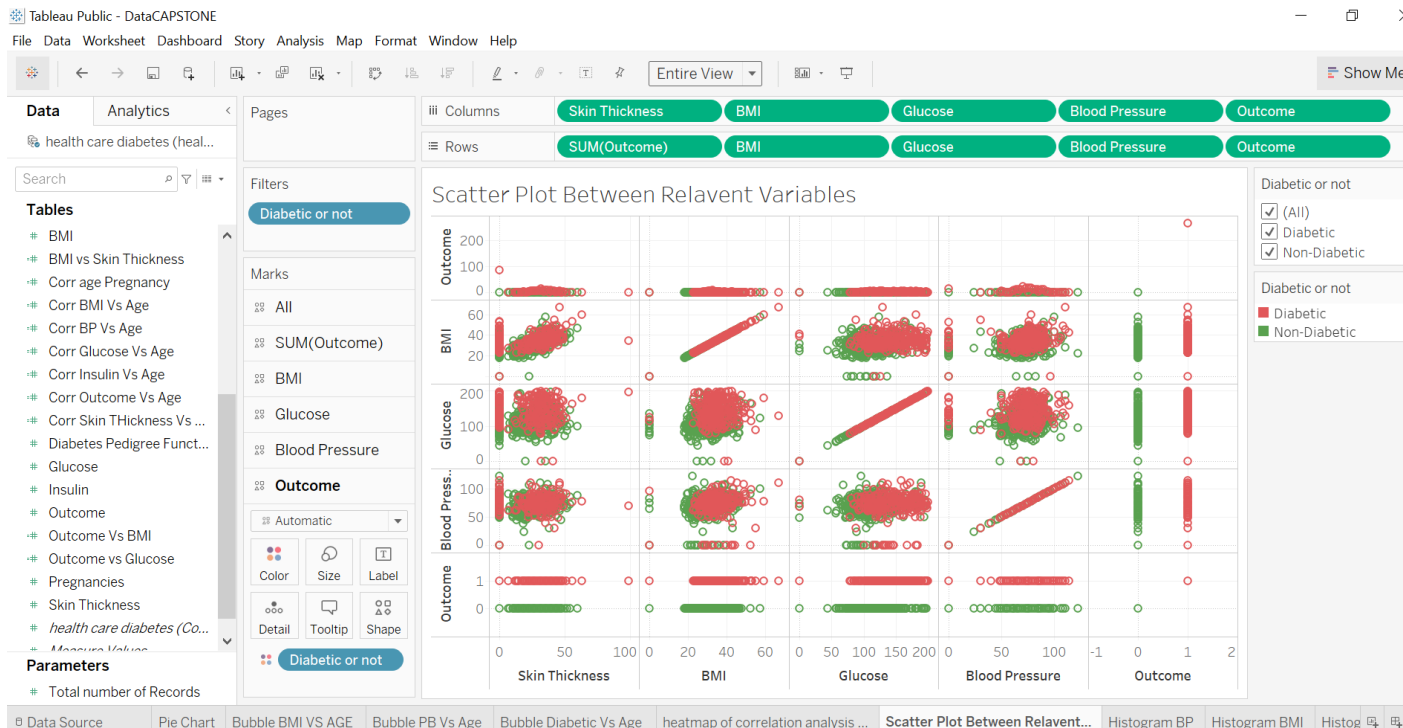 Tableau Public - DataCAPSTONE
File Data Worksheet Dashboard Story Analysis Map Format Window Help
Entire View
Show Me
Data Analytics
health care diabetes (heal...
Search
Tables
BMI
BMI vs Skin Thickness
Corr age Pregnancy
Corr BMI Vs Age
Corr BP Vs Age
Corr Glucose Vs Age
Corr Insulin Vs Age
Corr Outcome Vs Age
Corr Skin THickness Vs ...
Diabetes Pedigree Funct...
Glucose
Insulin
Outcome
Outcome Vs BMI
Outcome vs Glucose
Pregnancies
Skin Thickness
health care diabetes (Co...
Measure Values
Parameters
Total number of Records
Pages
Filters
Diabetic or not
Marks
All
SUM(Outcome)
BMI
Glucose
Blood Pressure
Outcome
Automatic
Color Size Label
Detail Tooltip Shape
Diabetic or not
Columns Skin Thickness BMI Glucose Blood Pressure Outcome
Rows SUM(Outcome) BMI Glucose Blood Pressure Outcome
Scatter Plot Between Relavent Variables
Outcome
200
100
0
BMI
60
40
20
Glucose
200
100
0
Blood Press...
100
50
0
Outcome
1
0
0 50 100 0 20 40 60 0 50 100 150 200 0 50 100 -1 0 1 2
Skin Thickness BMI Glucose Blood Pressure Outcome
Diabetic or not
(All)
Diabetic
Non-Diabetic
Diabetic or not
Diabetic
Non-Diabetic
Data Source Pie Chart Bubble BMI VS AGE Bubble PB Vs Age Bubble Diabetic Vs Age heatmap of correlation analysis ... Scatter Plot Between Relavent... Histogram BP Histogram BMI Histog